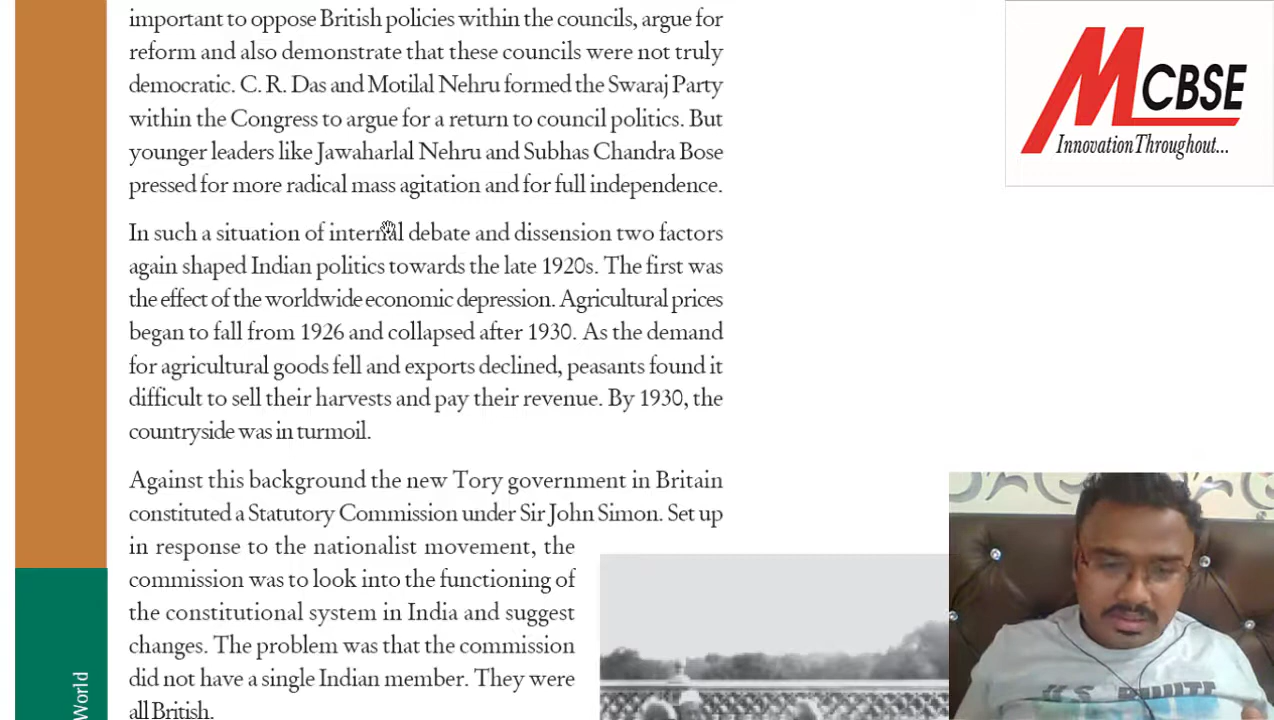 important to oppose British policies within the councils, argue for
reform and also demonstrate that these councils were not truly
democratic. C. R. Das and Motilal Nehru formed the Swaraj Party
within the Congress to argue for a return to council politics. But
younger leaders like Jawaharlal Nehru and Subhas Chandra Bose
pressed for more radical mass agitation and for full independence.
In such a situation of internal debate and dissension two factors
again shaped Indian politics towards the late 1920s. The first was
the effect of the worldwide economic depression. Agricultural prices
began to fall from 1926 and collapsed after 1930. As the demand
for agricultural goods fell and exports declined, peasants found it
difficult to sell their harvests and pay their revenue. By 1930, the
countryside was in turmoil.
Against this background the new Tory government in Britain
constituted a Statutory Commission under Sir John Simon. Set up
in response to the nationalist movement, the
commission was to look into the functioning of
the constitutional system in India and suggest
changes. The problem was that the commission
did not have a single Indian member. They were
all British.
World
MCBSE
Innovation Throughout...